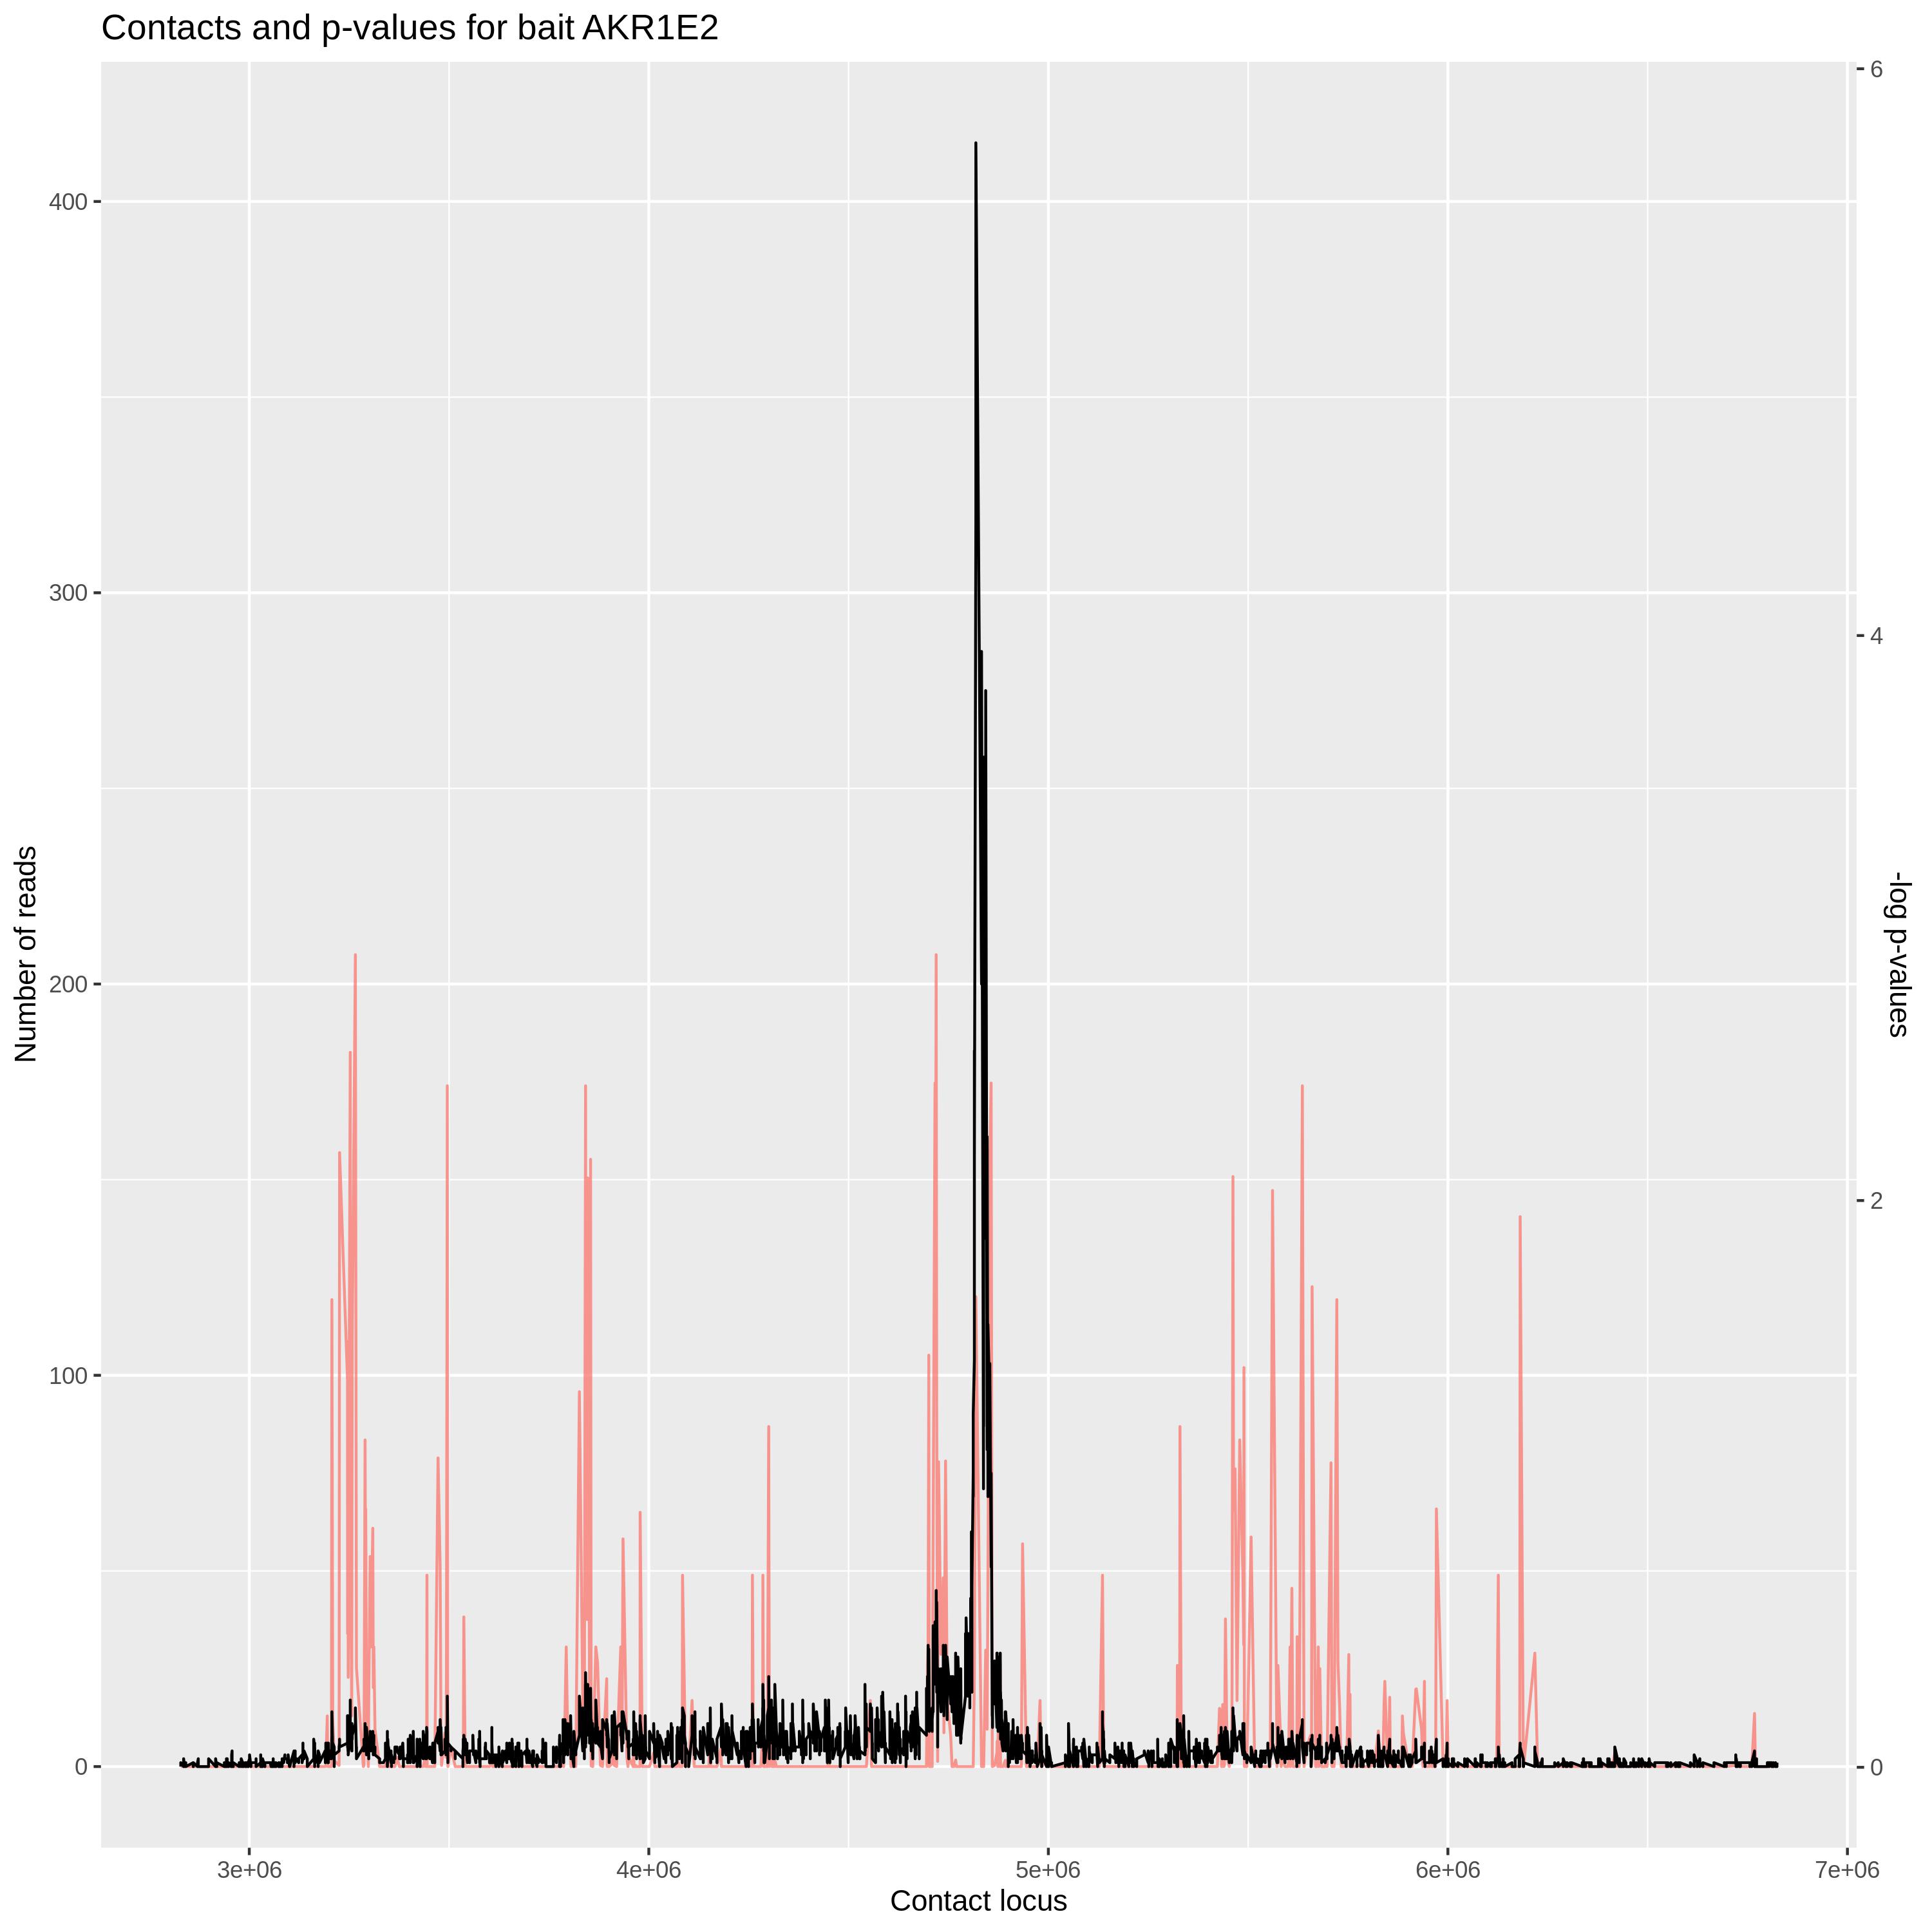 Contacts and p-values for bait AKR1E2
Number of reads
400
300
200
100
0
6
4
2
0
-log p-values
3e+06
4e+06
5e+06
6e+06
7e+06
Contact locus